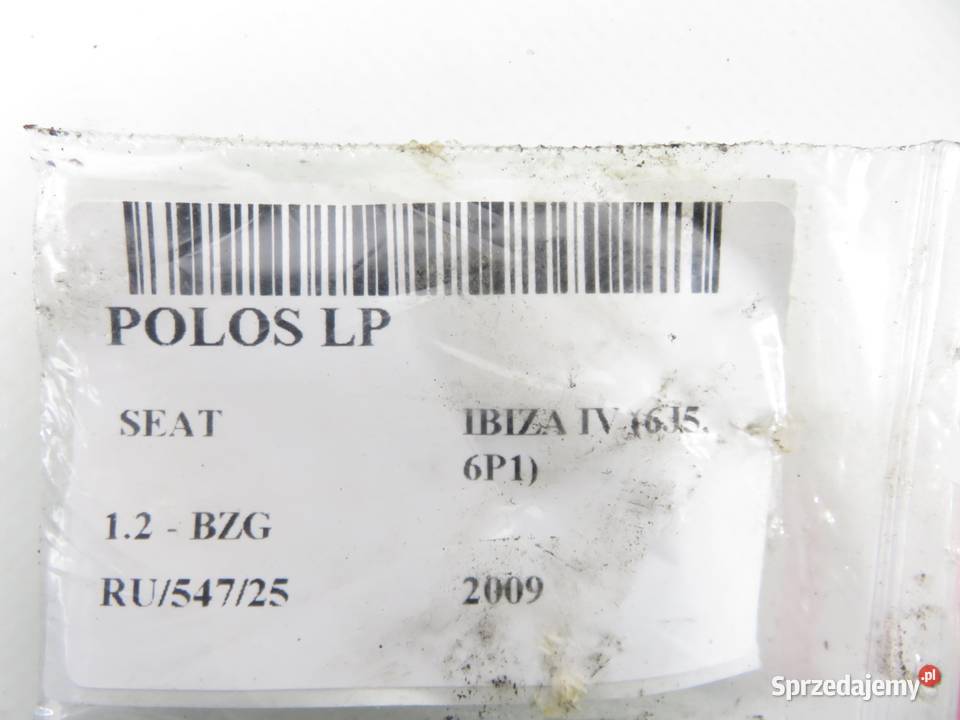 POLOS LP
SEAT IBIZA IV (6J5,
6P1)
1.2 - BZG
RU/547/25 2009
Sprzedajemy.pl